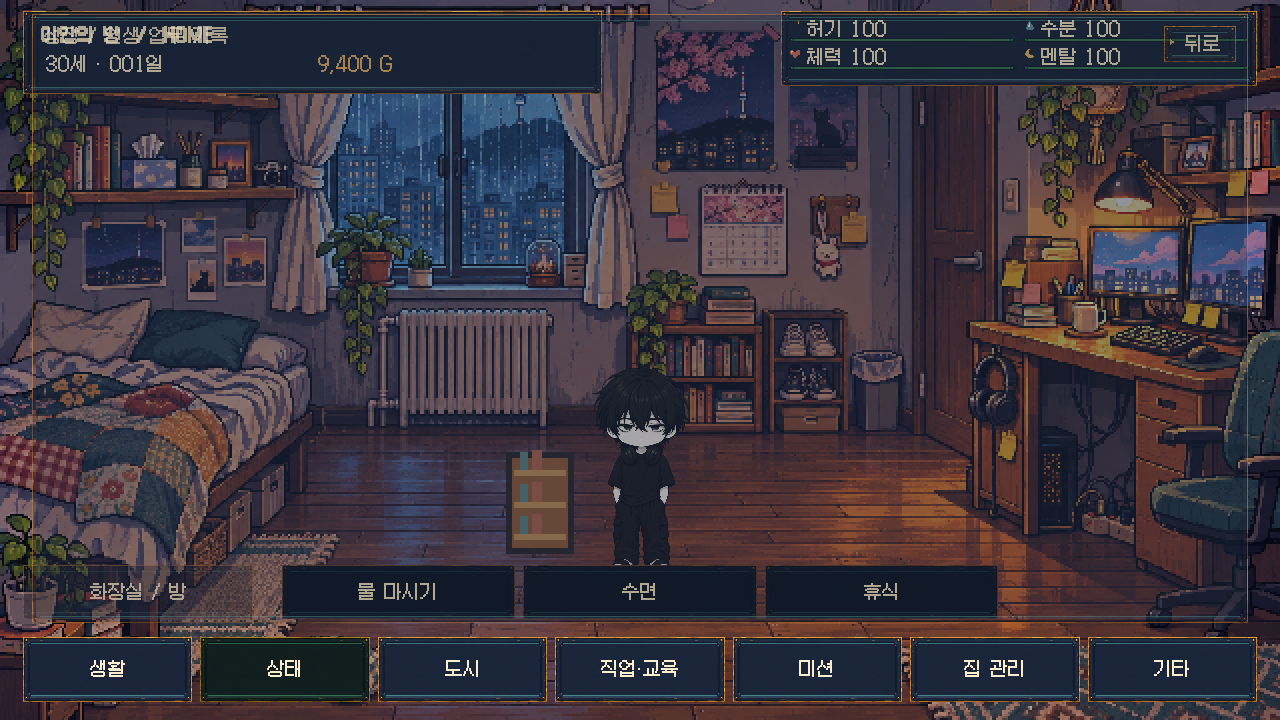 30세 · 001일
9,400 G
허기 100
수분 100
체력 100
멘탈 100
뒤로
화장실 / 방
물 마시기
수면
휴식
생활
상태
도시
직업·교육
미션
집 관리
기타